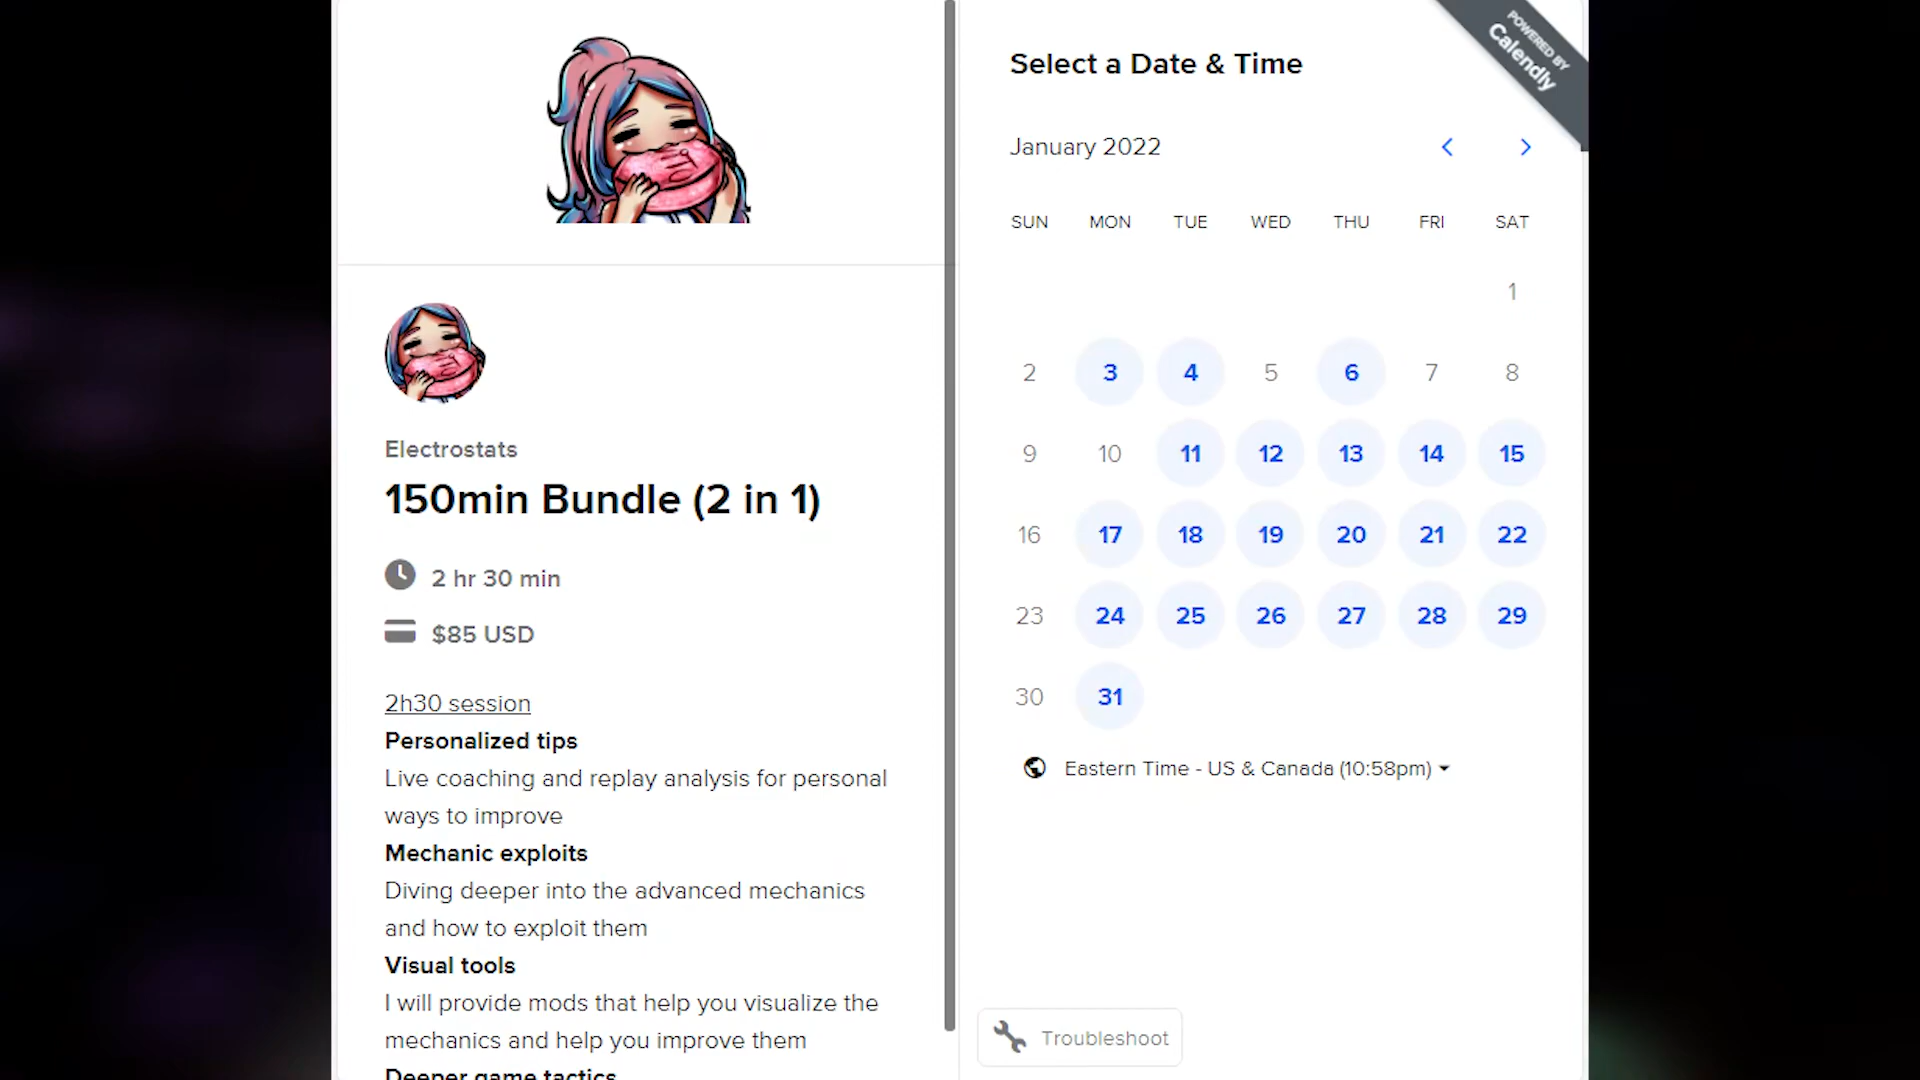 Electrostats
150min Bundle (2 in 1)
2 hr 30 min
$85 USD
2h30 session
Personalized tips
Live coaching and replay analysis for personal
ways to improve
Mechanic exploits
Diving deeper into the advanced mechanics
and how to exploit them
Visual tools
I will provide mods that help you visualize the
mechanics and help you improve them
Deeper game tactics
Select a Date & Time
POWERED BY
Calendly
January 2022
SUN MON TUE WED THU FRI SAT
1
2 3 4 5 6 7 8
9 10 11 12 13 14 15
16 17 18 19 20 21 22
23 24 25 26 27 28 29
30 31
Eastern Time - US & Canada (10:58pm)
Troubleshoot